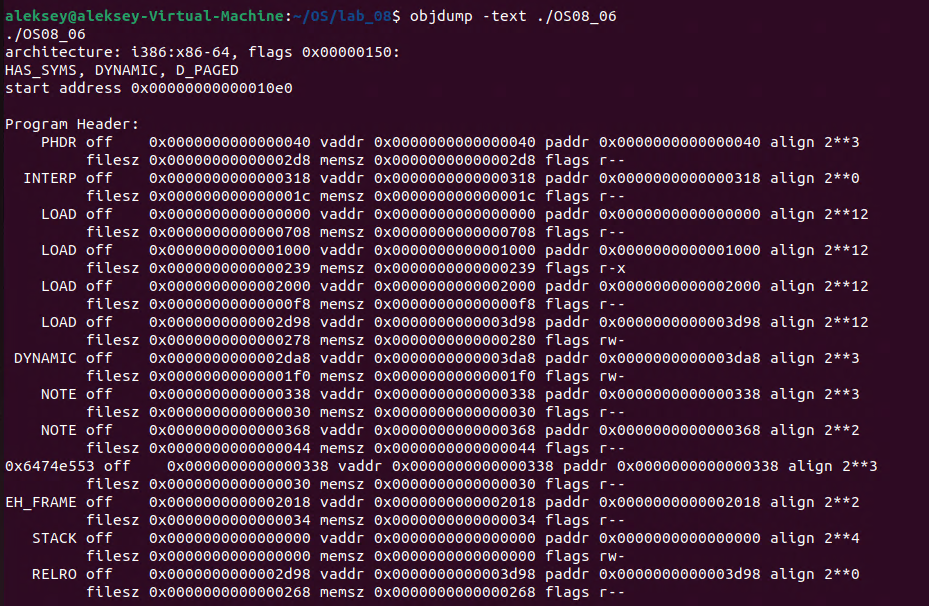 aleksey@aleksey-Virtual-Machine:~/OS/lab_08$ objdump -text ./OS08_06
./OS08_06
architecture: i386:x86-64, flags 0x00000150:
HAS_SYMS, DYNAMIC, D_PAGED
start address 0x00000000000010e0

Program Header:
    PHDR off    0x0000000000000040 vaddr 0x0000000000000040 paddr 0x0000000000000040 align 2**3
         filesz 0x00000000000002d8 memsz 0x00000000000002d8 flags r--
  INTERP off    0x0000000000000318 vaddr 0x0000000000000318 paddr 0x0000000000000318 align 2**0
         filesz 0x000000000000001c memsz 0x000000000000001c flags r--
    LOAD off    0x0000000000000000 vaddr 0x0000000000000000 paddr 0x0000000000000000 align 2**12
         filesz 0x0000000000000708 memsz 0x0000000000000708 flags r--
    LOAD off    0x0000000000001000 vaddr 0x0000000000001000 paddr 0x0000000000001000 align 2**12
         filesz 0x0000000000000239 memsz 0x0000000000000239 flags r-x
    LOAD off    0x0000000000002000 vaddr 0x0000000000002000 paddr 0x0000000000002000 align 2**12
         filesz 0x00000000000000f8 memsz 0x00000000000000f8 flags r--
    LOAD off    0x0000000000002d98 vaddr 0x0000000000003d98 paddr 0x0000000000003d98 align 2**12
         filesz 0x0000000000000278 memsz 0x0000000000000280 flags rw-
 DYNAMIC off    0x0000000000002da8 vaddr 0x0000000000003da8 paddr 0x0000000000003da8 align 2**3
         filesz 0x00000000000001f0 memsz 0x00000000000001f0 flags rw-
    NOTE off    0x0000000000000338 vaddr 0x0000000000000338 paddr 0x0000000000000338 align 2**3
         filesz 0x0000000000000030 memsz 0x0000000000000030 flags r--
    NOTE off    0x0000000000000368 vaddr 0x0000000000000368 paddr 0x0000000000000368 align 2**2
         filesz 0x0000000000000044 memsz 0x0000000000000044 flags r--
0x6474e553 off    0x0000000000000338 vaddr 0x0000000000000338 paddr 0x0000000000000338 align 2**3
         filesz 0x0000000000000030 memsz 0x0000000000000030 flags r--
EH_FRAME off    0x0000000000002018 vaddr 0x0000000000002018 paddr 0x0000000000002018 align 2**2
         filesz 0x0000000000000034 memsz 0x0000000000000034 flags r--
   STACK off    0x0000000000000000 vaddr 0x0000000000000000 paddr 0x0000000000000000 align 2**4
         filesz 0x0000000000000000 memsz 0x0000000000000000 flags rw-
   RELRO off    0x0000000000002d98 vaddr 0x0000000000003d98 paddr 0x0000000000003d98 align 2**0
         filesz 0x0000000000000268 memsz 0x0000000000000268 flags r--